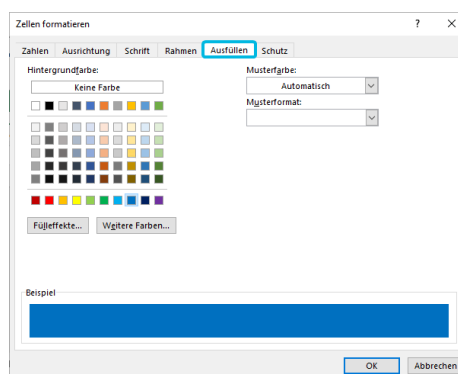 Zellen formatieren ? ×
Zahlen Ausrichtung Schrift Rahmen Ausfüllen Schutz
Hintergrundfarbe: Musterfarbe:
Keine Farbe Automatisch
Musterformat:
Fülleffekte... Weitere Farben...
Beispiel
OK Abbrechen